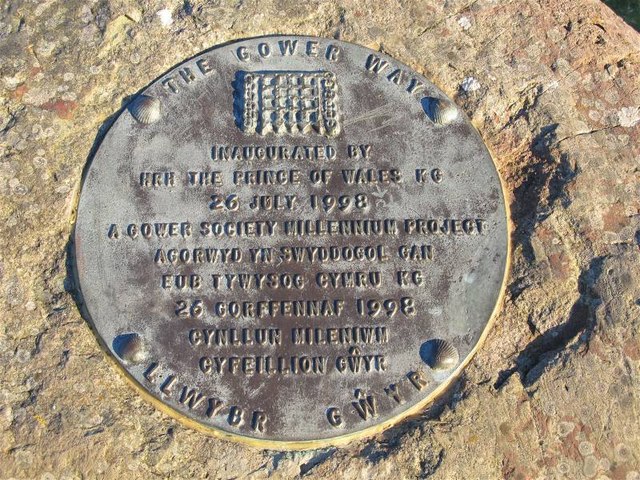 THE GOWER WAY
INAUGURATED BY
HRH THE PRINCE OF WALES KG
26 JULY 1998
A GOWER SOCIETY MILLENNIUM PROJECT
AGORWYD YN SWYDDOGOL GAN
EUB TYWYSOG CYMRU KG
26 GORFFENNAF 1998
CYNLLUN MILENIWM
CYFEILLION GŴYR
LLWYBR GŴYR